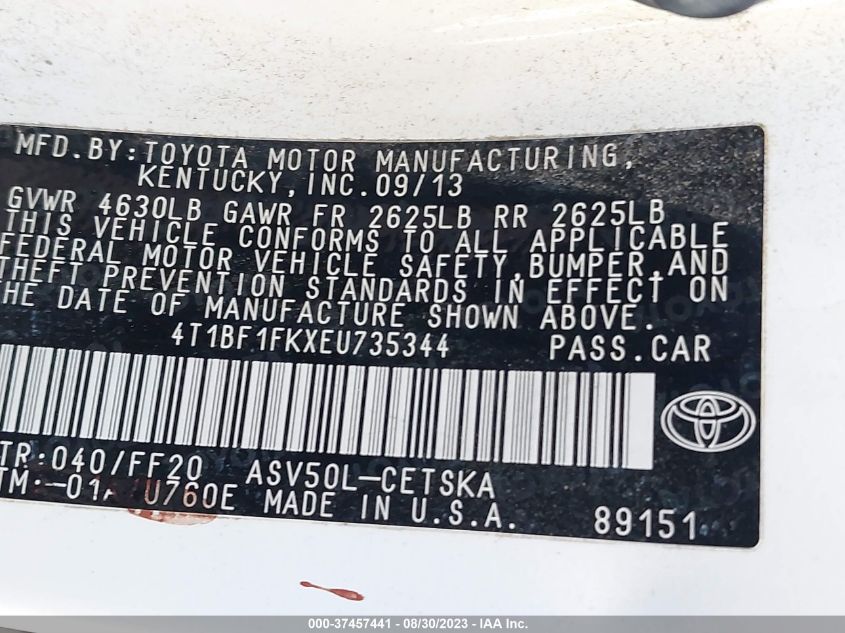 MFD.BY:TOYOTA MOTOR MANUFACTURING,
KENTUCKY, INC.09/13
GVWR 4630LB GAWR FR 2625LB RR 2625LB
THIS VEHICLE CONFORMS TO ALL APPLICABLE
FEDERAL MOTOR VEHICLE SAFETY,BUMPER,AND
THEFT PREVENTION STANDARDS IN EFFECT ON
THE DATE OF MANUFACTURE SHOWN ABOVE.
4T1BF1FKXEU735344 PASS.CAR
TR:040/FF20 ASV50L-CETSKA
TM:-01A U760E MADE IN U.S.A. 89151
000-37457441 - 08/30/2023 - IAA Inc.